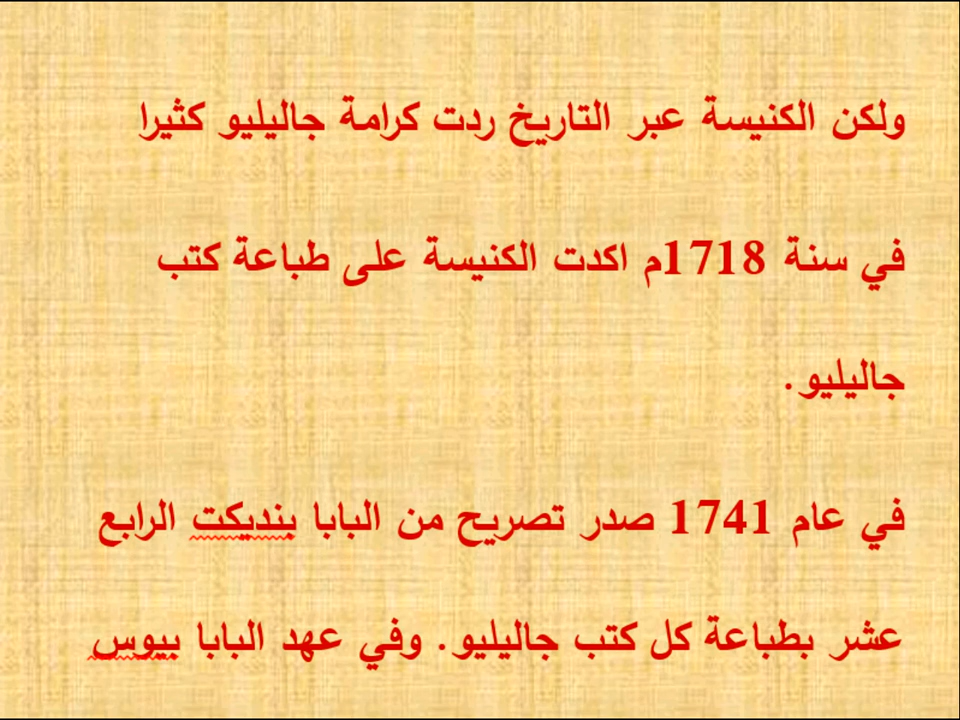 ولكن الكنيسة عبر التاريخ ردت كرامة جاليليو كثيرا
في سنة 1718م اكدت الكنيسة على طباعة كتب
جاليليو.
في عام 1741 صدر تصريح من البابا بنديكت الرابع
عشر بطباعة كل كتب جاليليو. وفي عهد البابا بيوس